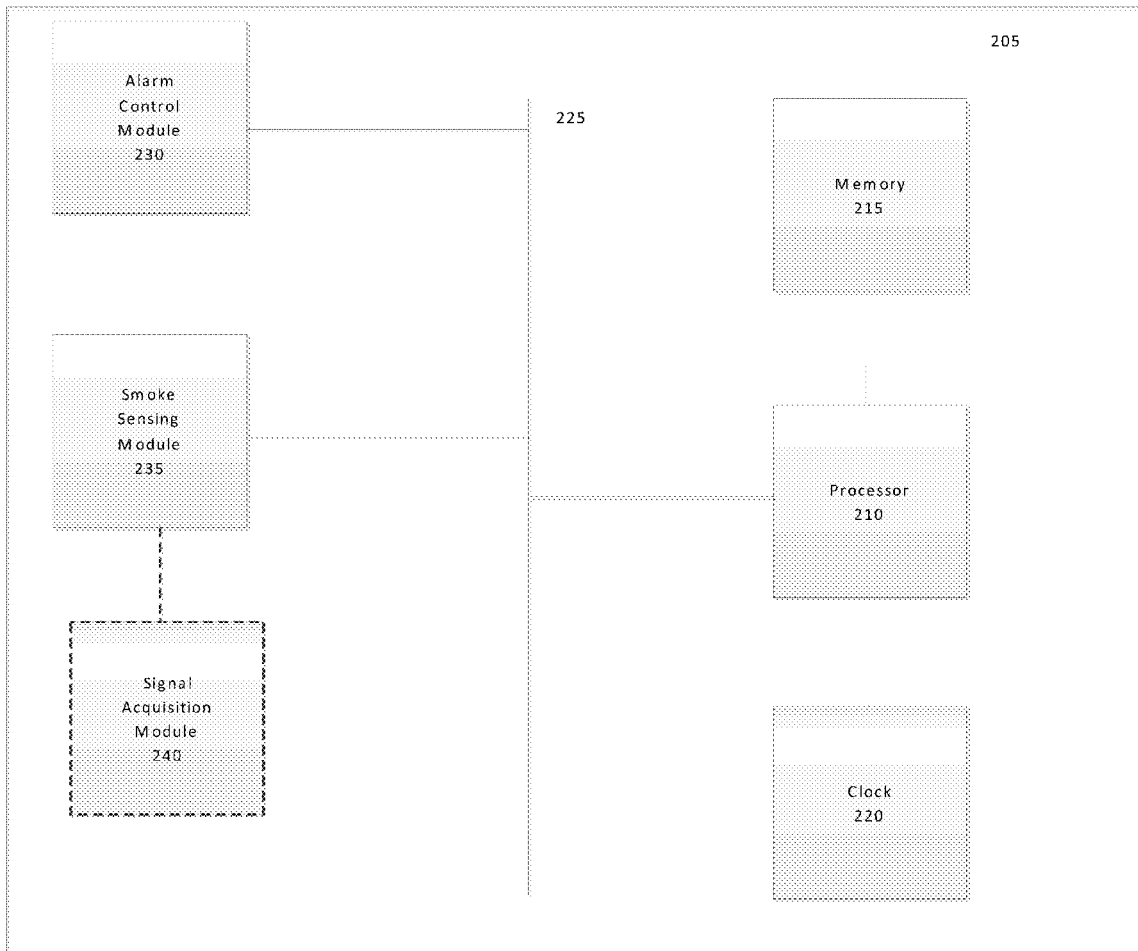 205
Alarm
Control
Module
230
225
Memory
215
Smoke
Sensing
Module
235
Processor
210
Signal
Acquisition
Module
240
Clock
220